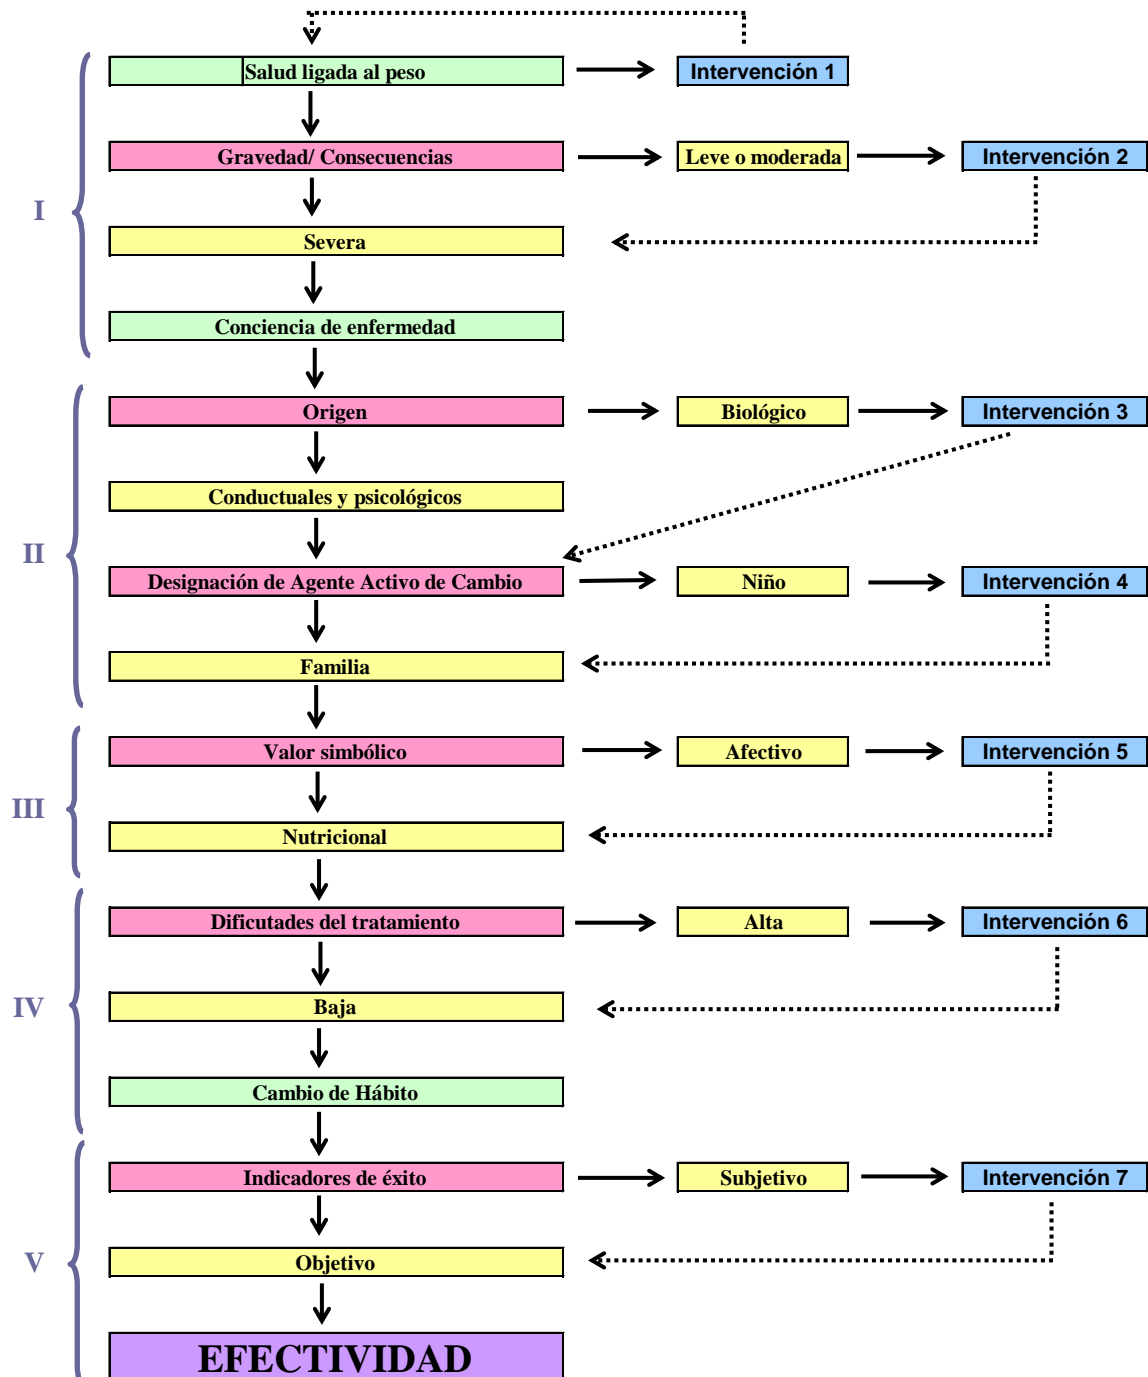 Salud ligada al peso
Intervención 1
Gravedad/ Consecuencias
Leve o moderada
Intervención 2
I
Severa
Conciencia de enfermedad
Origen
Biológico
Intervención 3
Conductuales y psicológicos
II
Designación de Agente Activo de Cambio
Niño
Intervención 4
Familia
Valor simbólico
Afectivo
Intervención 5
III
Nutricional
Dificutades del tratamiento
Alta
Intervención 6
IV
Baja
Cambio de Hábito
Indicadores de éxito
Subjetivo
Intervención 7
V
Objetivo
EFECTIVIDAD